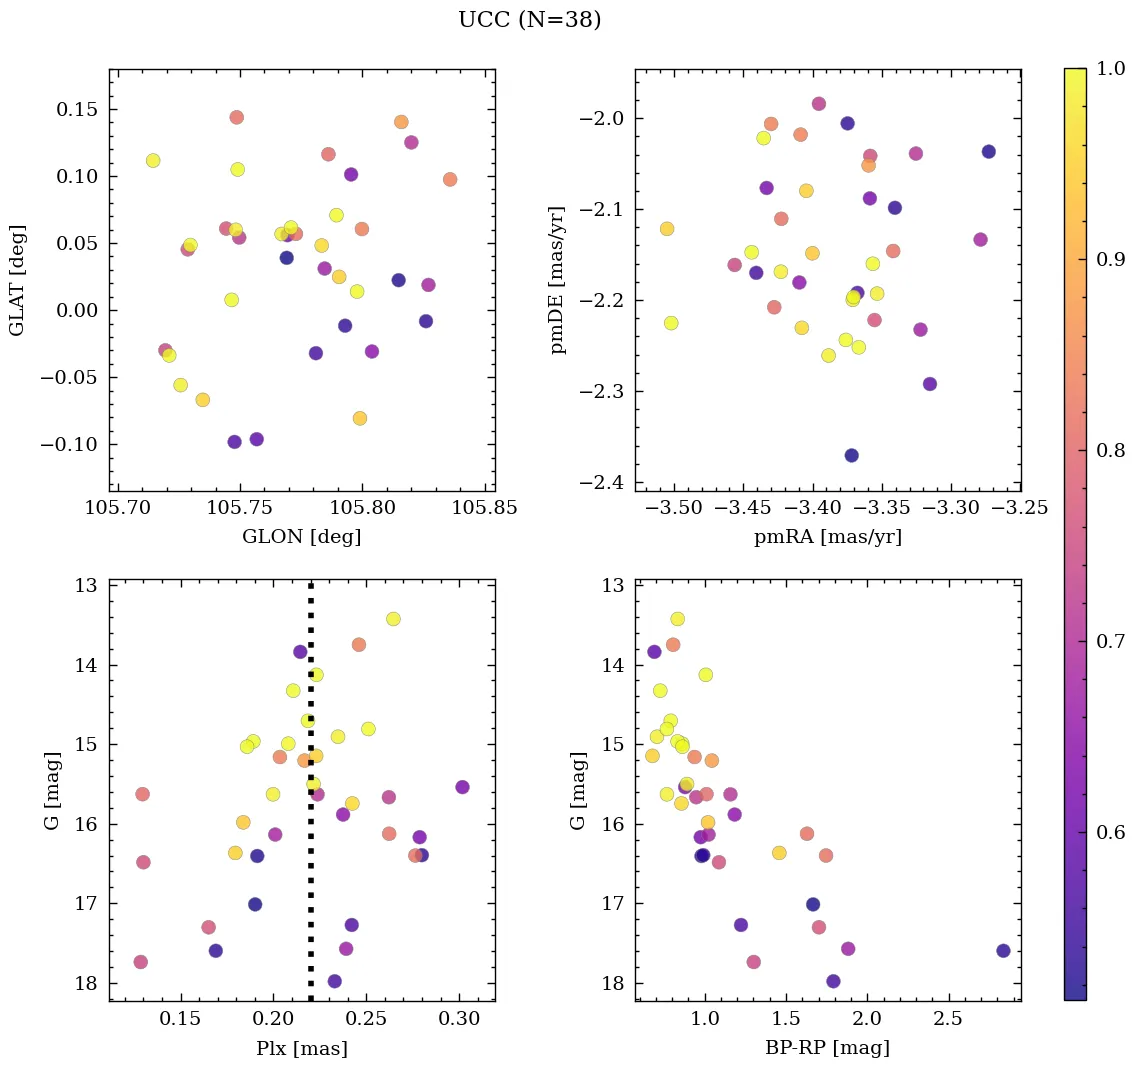 UCC (N=38)
0.15
0.10
0.05
0.00
−0.05
−0.10
GLAT [deg]
105.70 105.75 105.80 105.85
GLON [deg]
−2.0
−2.1
−2.2
−2.3
−2.4
pmDE [mas/yr]
−3.50 −3.45 −3.40 −3.35 −3.30 −3.25
pmRA [mas/yr]
13
14
15
16
17
18
G [mag]
0.15 0.20 0.25 0.30
Plx [mas]
13
14
15
16
17
18
G [mag]
1.0 1.5 2.0 2.5
BP-RP [mag]
1.0
0.9
0.8
0.7
0.6